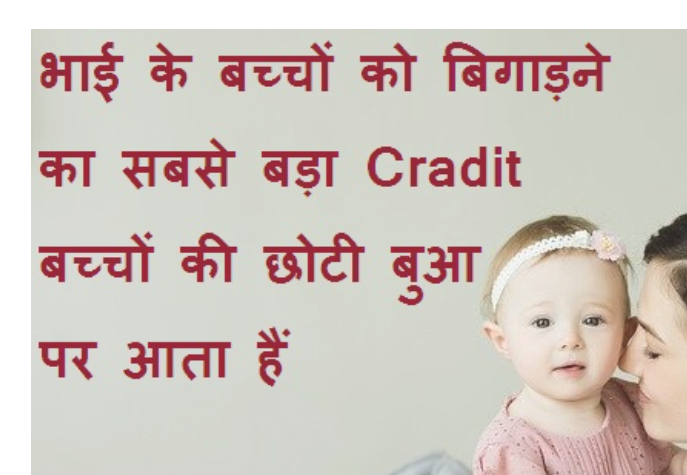 भाई के बच्चों को बिगाड़ने
का सबसे बड़ा Cradit
बच्चों की छोटी बुआ
पर आता हैं